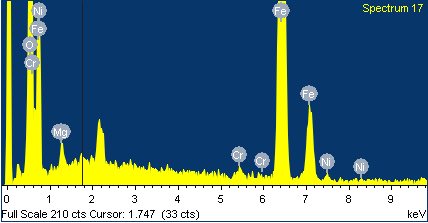 Spectrum 17
Ni
Fe
O
Cr
Mg
Cr
Cr
Fe
Fe
Ni
Ni
0 1 2 3 4 5 6 7 8 9
Full Scale 210 cts Cursor: 1.747 (33 cts) keV